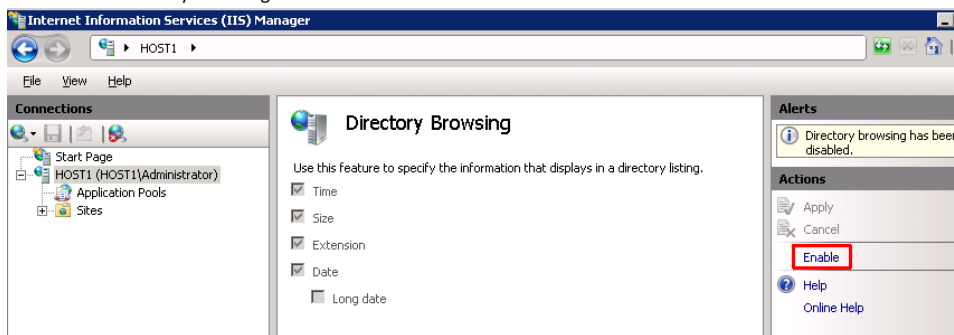 Internet Information Services (IIS) Manager
HOST1
File View Help
Connections
Start Page
HOST1 (HOST1\Administrator)
Application Pools
Sites
Directory Browsing
Use this feature to specify the information that displays in a directory listing.
Time
Size
Extension
Date
Long date
Alerts
Directory browsing has been
disabled.
Actions
Apply
Cancel
Enable
Help
Online Help